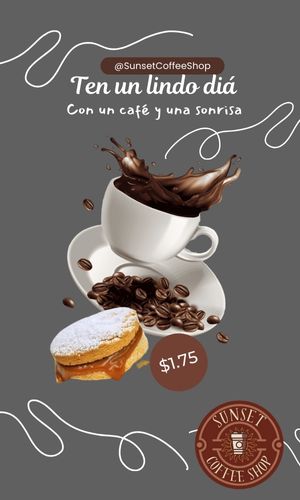 @SunsetCoffeeShop
Ten un lindo diá
Con un café y una sonrisa
$1.75
SUNSET
COFFEE SHOP